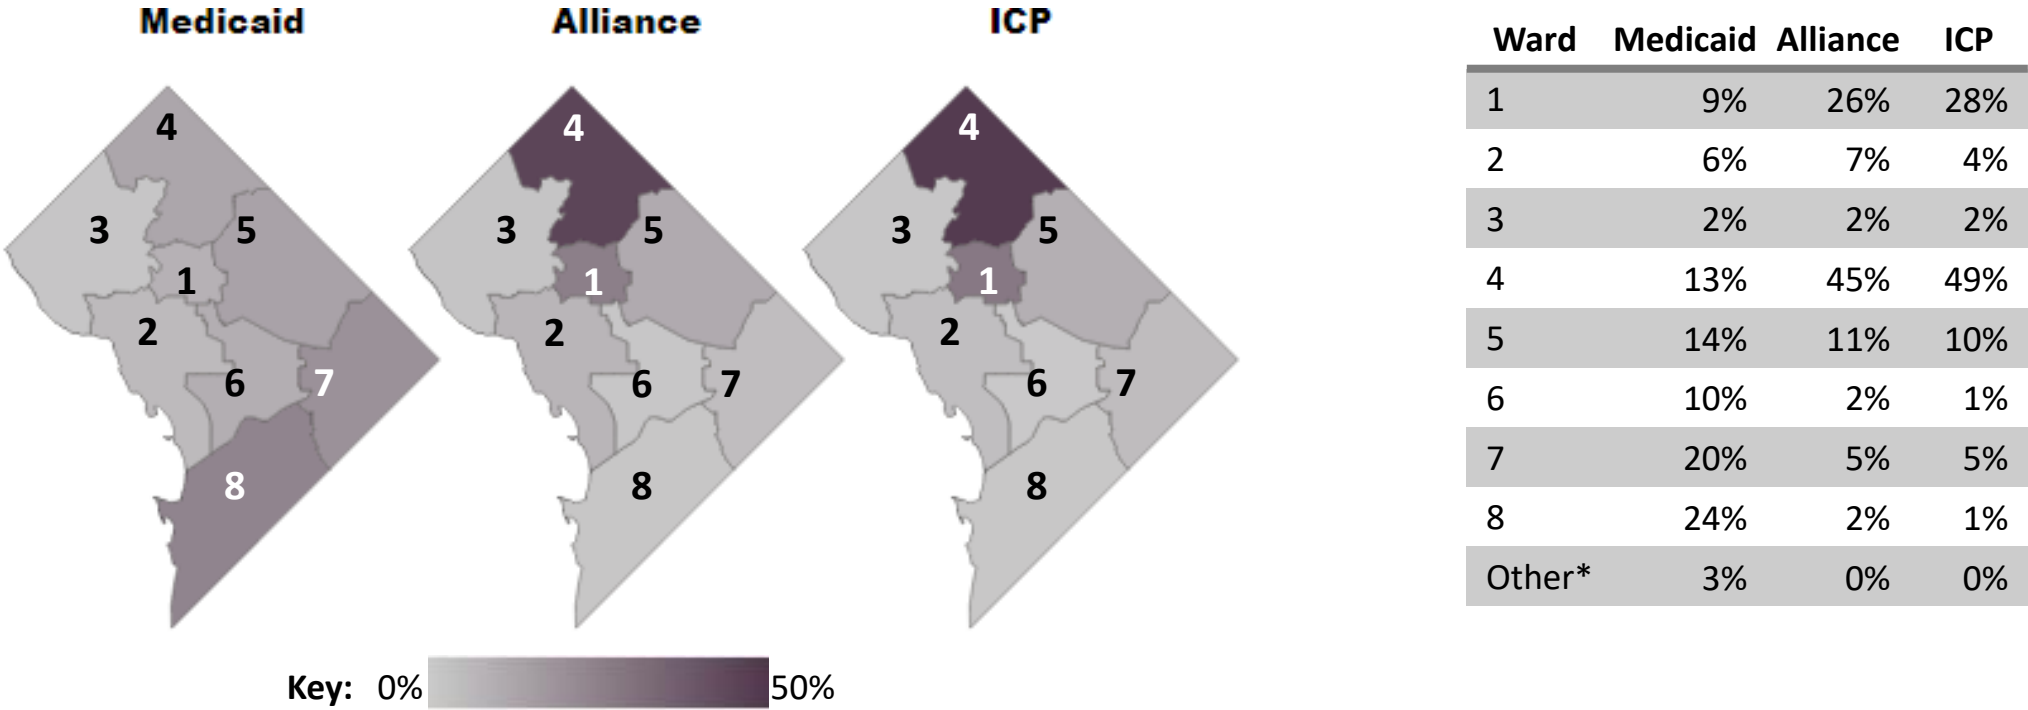 Medicaid Alliance ICP
4 4 4
3 5 3 5 3 5
1 1 1
2 2 2
6 7 6 7 6 7
8 8 8
Key: 0% 50%
Ward Medicaid Alliance ICP
1 9% 26% 28%
2 6% 7% 4%
3 2% 2% 2%
4 13% 45% 49%
5 14% 11% 10%
6 10% 2% 1%
7 20% 5% 5%
8 24% 2% 1%
Other* 3% 0% 0%